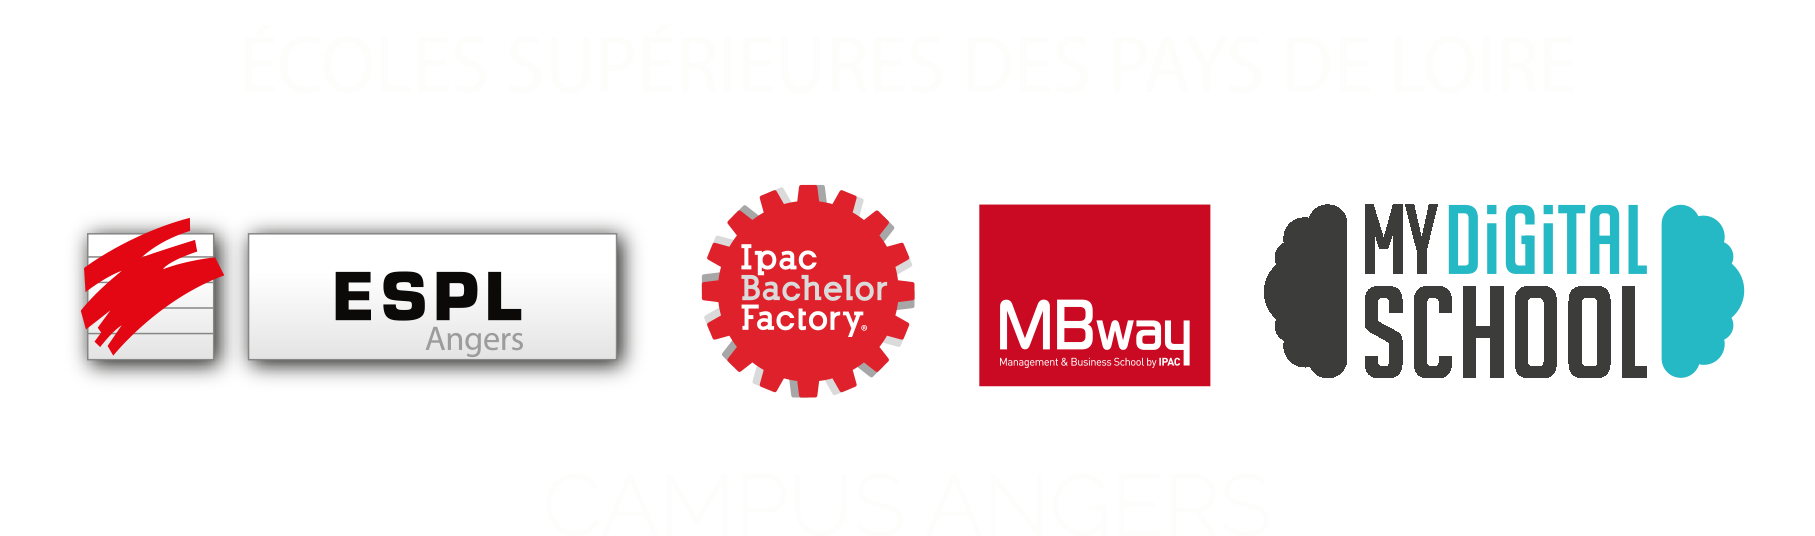 ÉCOLES SUPÉRIEURES DES PAYS DE LOIRE
ESPL
Angers
Ipac
Bachelor
Factory®
MBway
Management & Business School by IPAC
MY DiGiTAL
SCHOOL
CAMPUS ANGERS